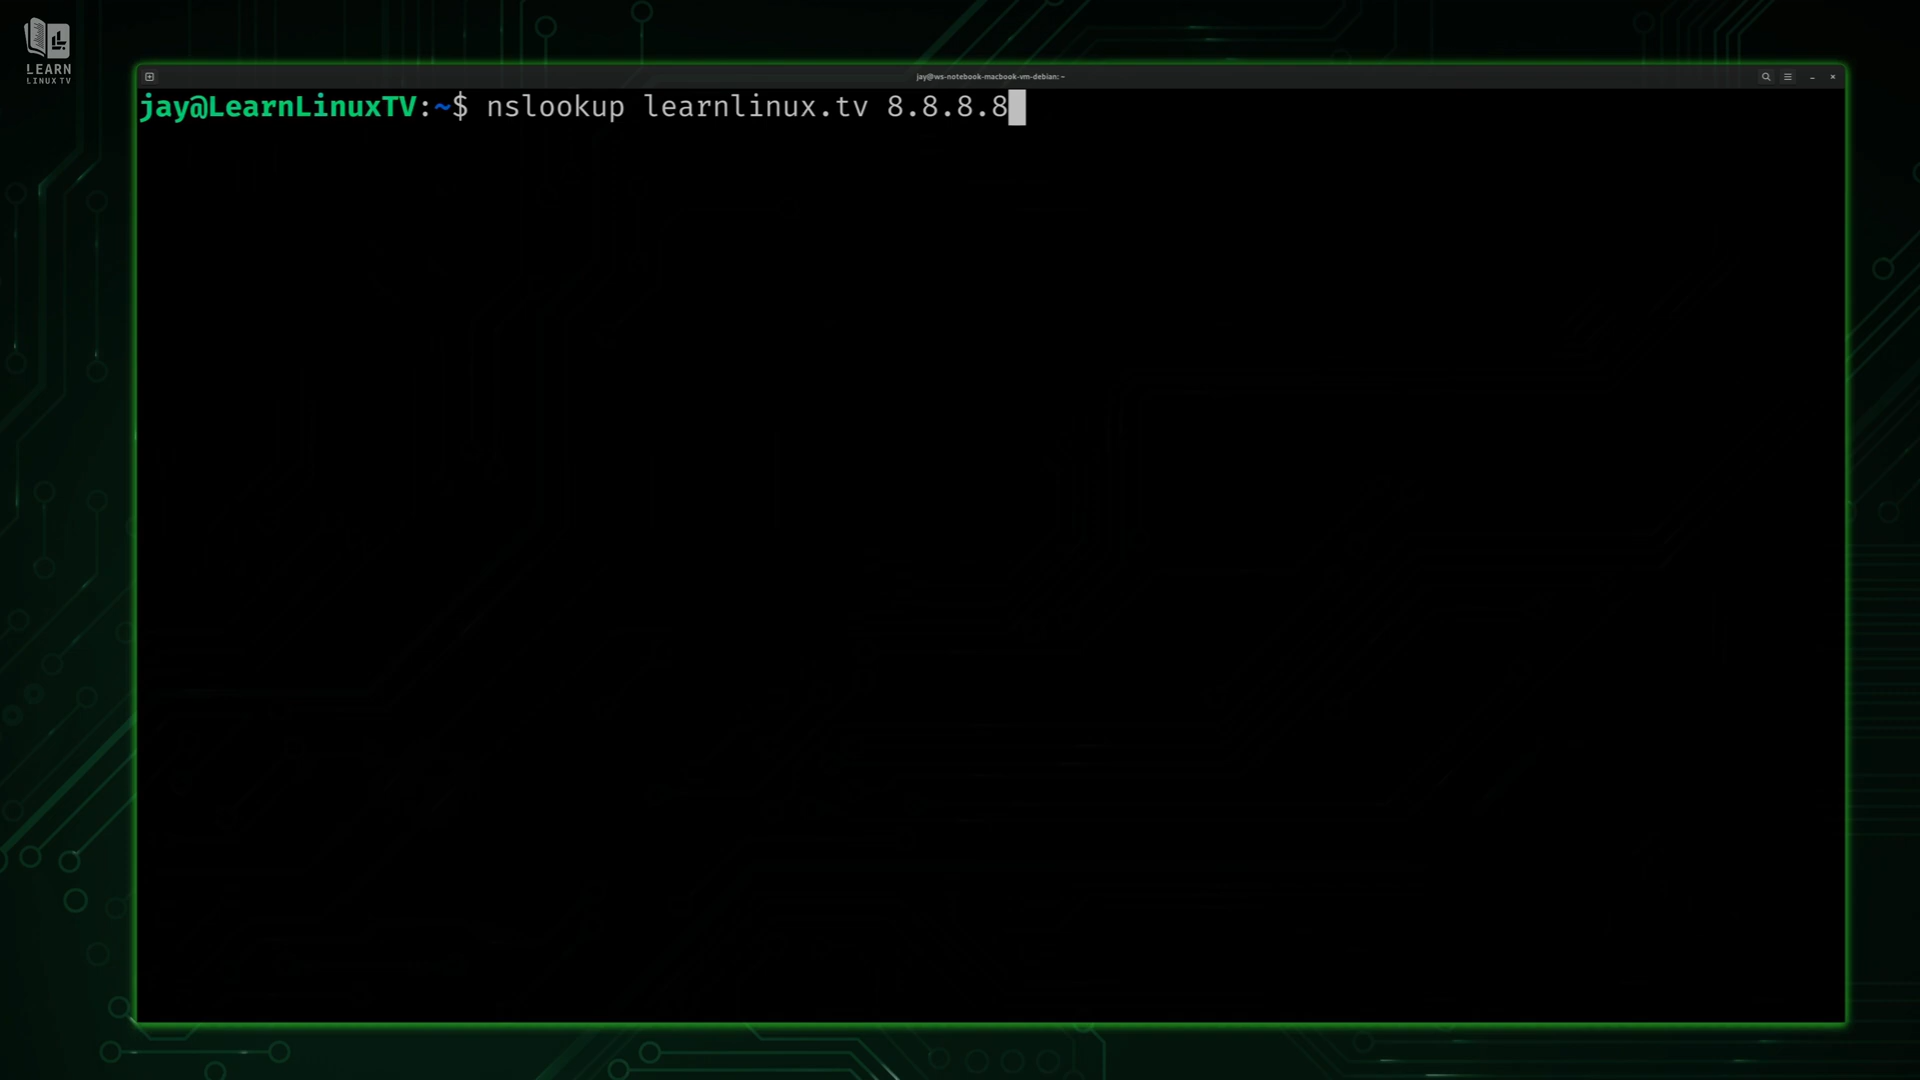 LEARN
LINUX TV
jay@ws-notebook-macbook-vm-debian: ~
jay@LearnLinuxTV:~$ nslookup learnlinux.tv 8.8.8.8